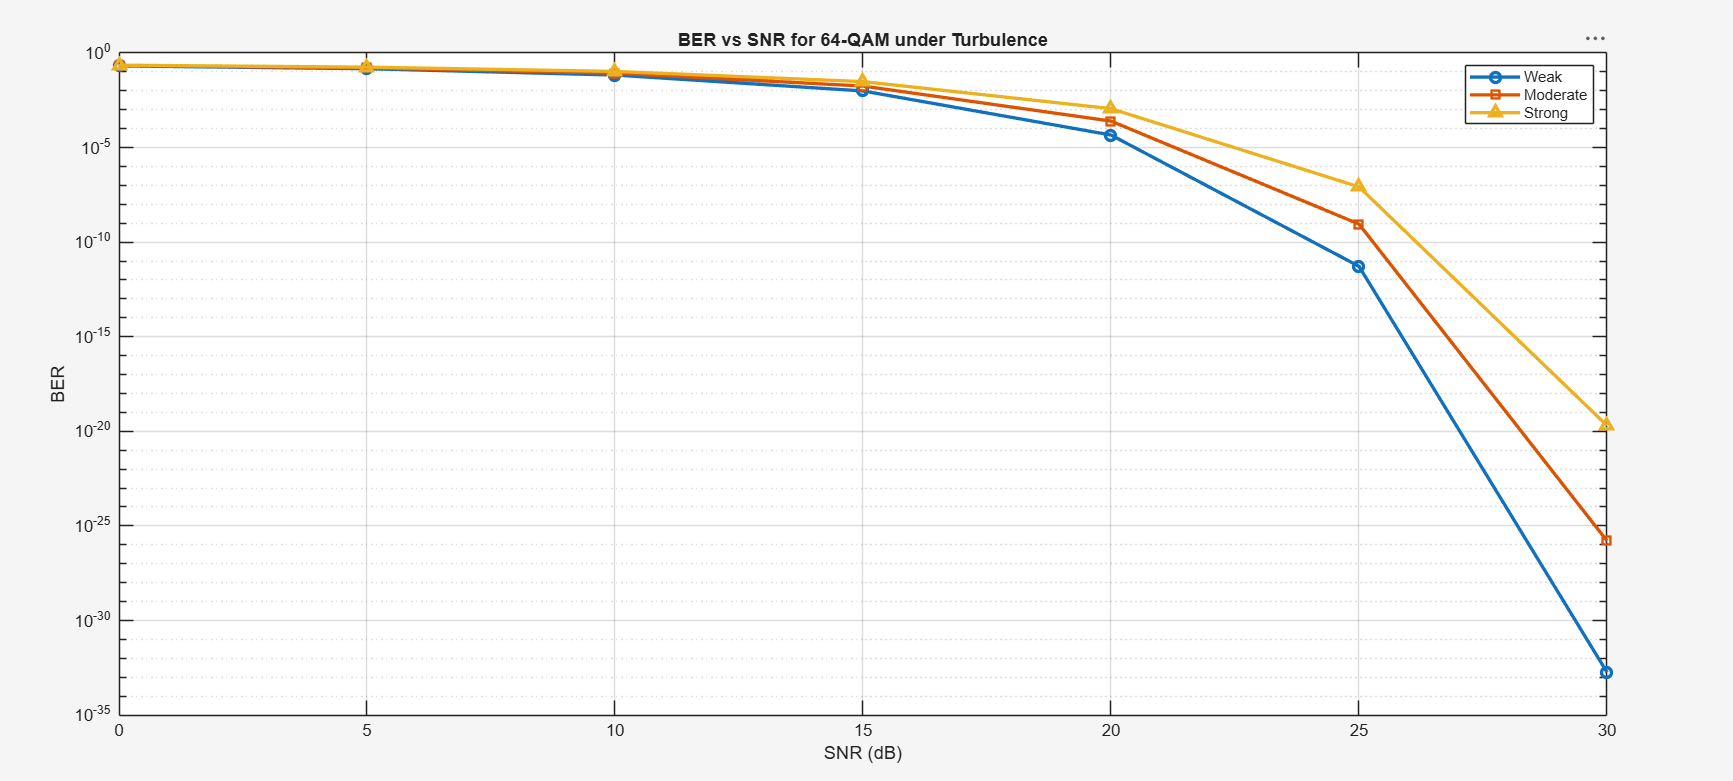 BER vs SNR for 64-QAM under Turbulence
Weak
Moderate
Strong
BER
10^0
10^-5
10^-10
10^-15
10^-20
10^-25
10^-30
10^-35
0 5 10 15 20 25 30
SNR (dB)